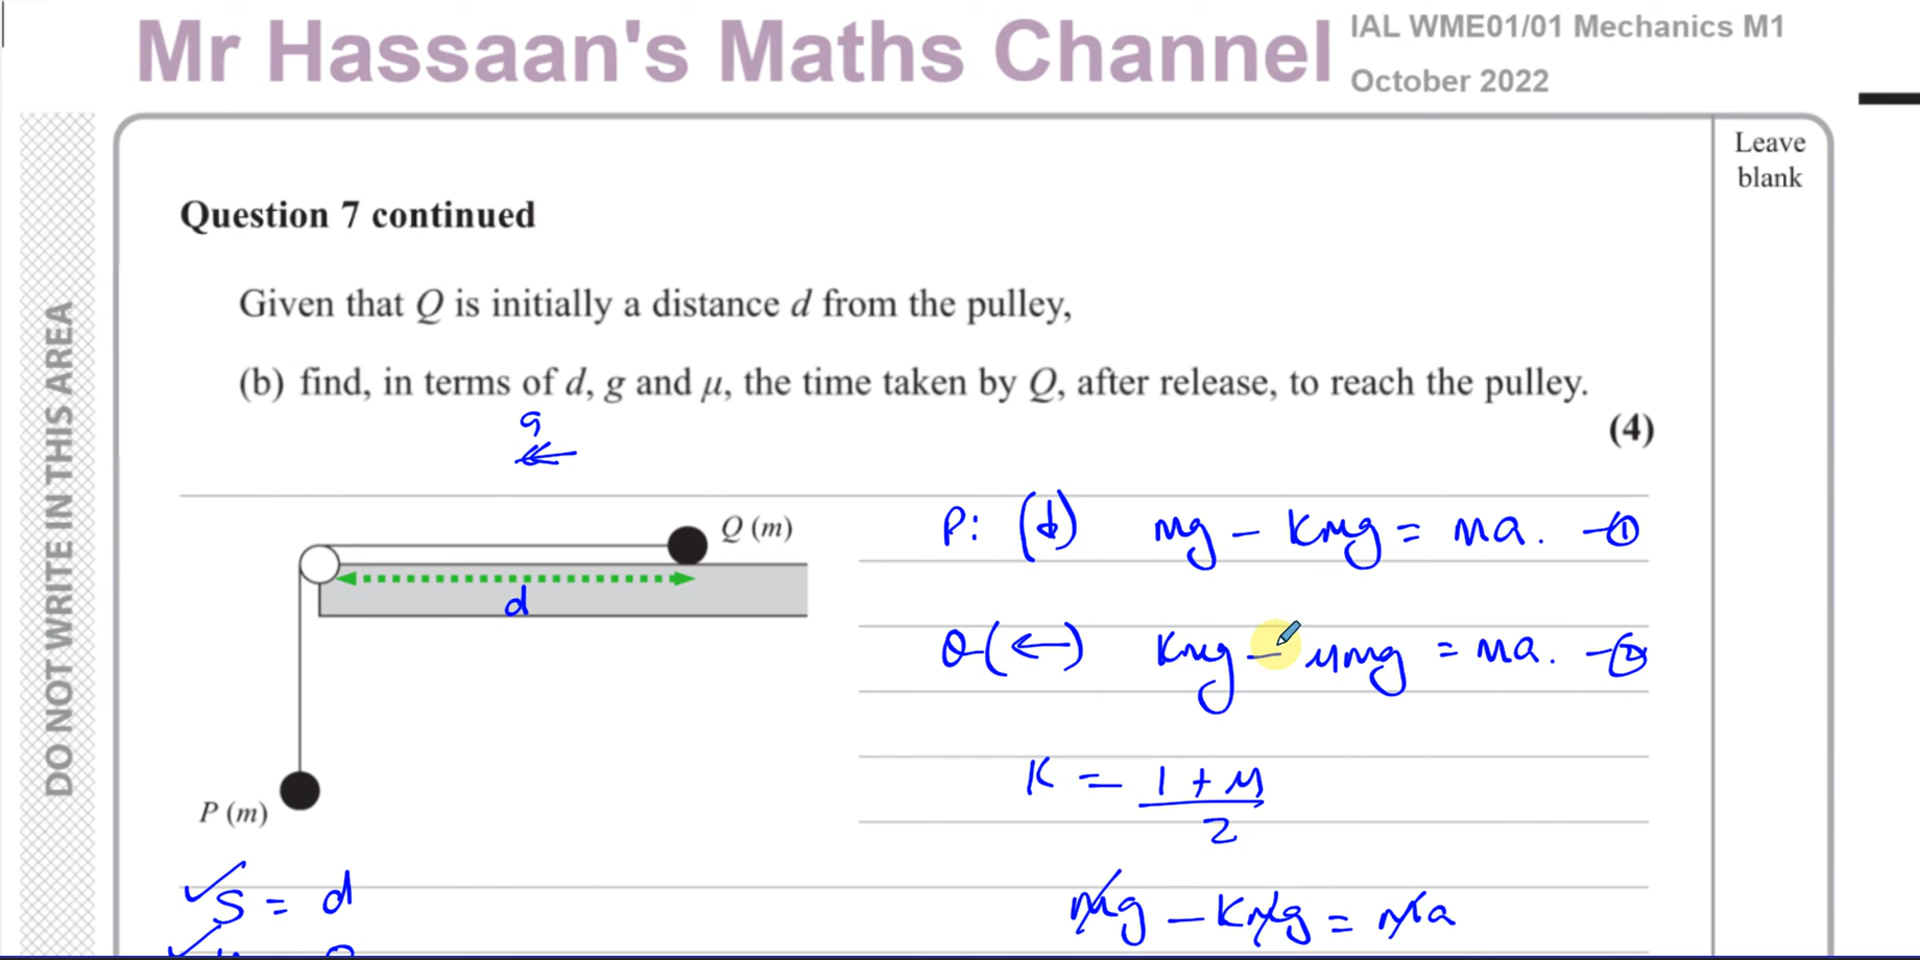 Mr Hassaan's Maths Channel
IAL WME01/01 Mechanics M1
October 2022
Leave
blank
DO NOT WRITE IN THIS AREA
Question 7 continued
Given that Q is initially a distance d from the pulley,
(b) find, in terms of d, g and μ, the time taken by Q, after release, to reach the pulley.
(4)
a
Q (m)
d
P (m)
P: (↓) mg - Kmg = ma. -①
Q(←) Kmg - μmg = ma. -②
K = 1 + μ
2
mg - Kmg = ma
s = d